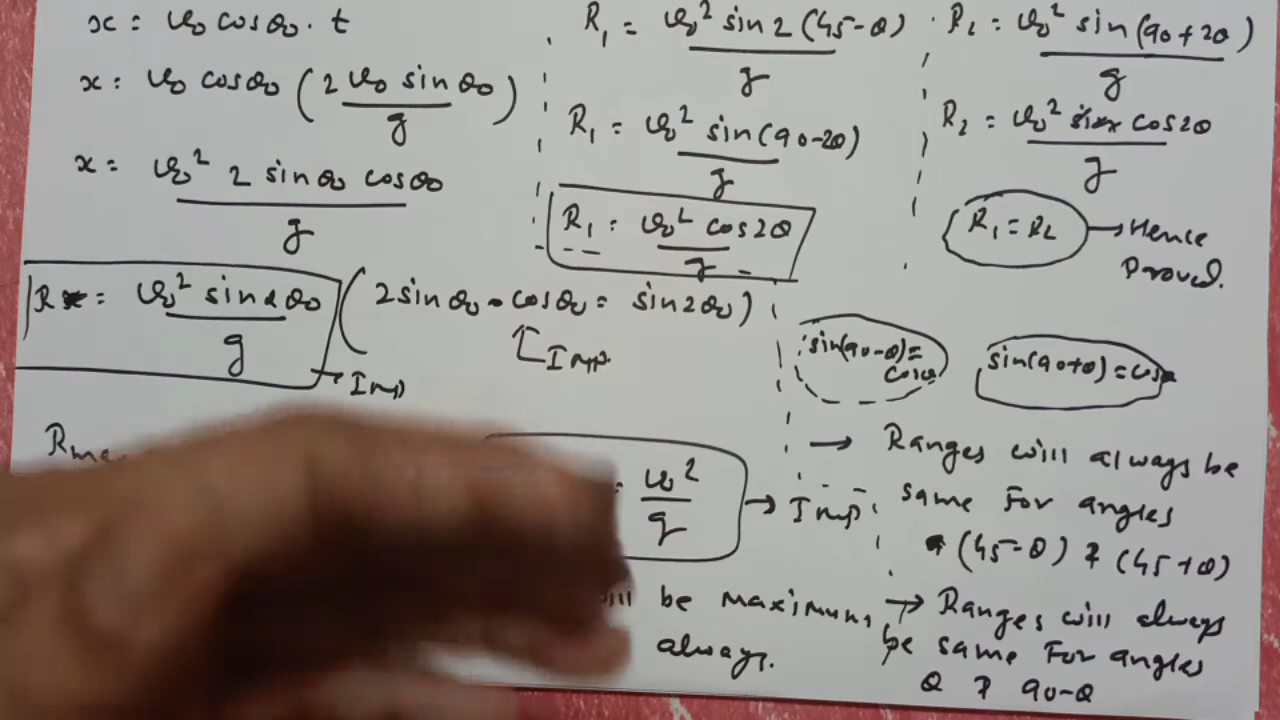 x = v₀ cosθ₀ · t
x = v₀ cosθ₀ (2v₀ sinθ₀ / g)
x = v₀² 2 sinθ₀ cosθ₀ / g
R = v₀² sin2θ₀ / g
(2sinθ₀ · cosθ₀ = sin2θ₀)
→ Imp
Imp
R₁ = v₀² sin2(45-θ) / g
R₁ = v₀² sin(90-2θ) / g
R₁ = v₀² cos2θ / g
R₂ = v₀² sin(90+2θ) / g
R₂ = v₀² cos2θ / g
R₁ = R₂ → Hence
Proved.
sin(90-θ) =
cosθ
sin(90+θ) = cosθ
= v₀² / g → Imp
be maximum
always.
→ Ranges will always be
same For angles
(45-θ) & (45+θ)
→ Ranges will always
be same For angles
θ & 90-θ